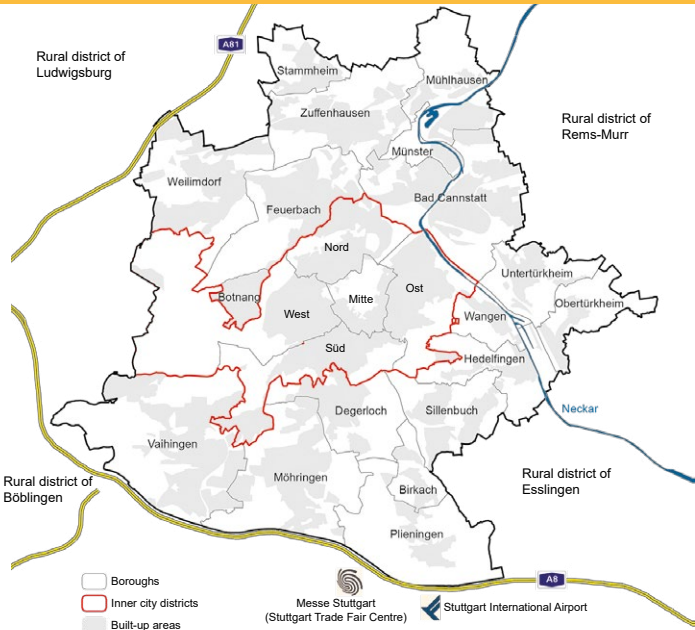 A81
Rural district of
Ludwigsburg
Stammheim
Mühlhausen
Zuffenhausen
Rural district of
Rems-Murr
Münster
Weilimdorf
Bad Cannstatt
Feuerbach
Nord
Untertürkheim
Botnang
Mitte
Ost
Obertürkheim
West
Wangen
Süd
Hedelfingen
Degerloch
Sillenbuch
Neckar
Vaihingen
Rural district of
Böblingen
Möhringen
Rural district of
Esslingen
Birkach
Plieningen
A8
Boroughs
Inner city districts
Built-up areas
Messe Stuttgart
(Stuttgart Trade Fair Centre)
Stuttgart International Airport